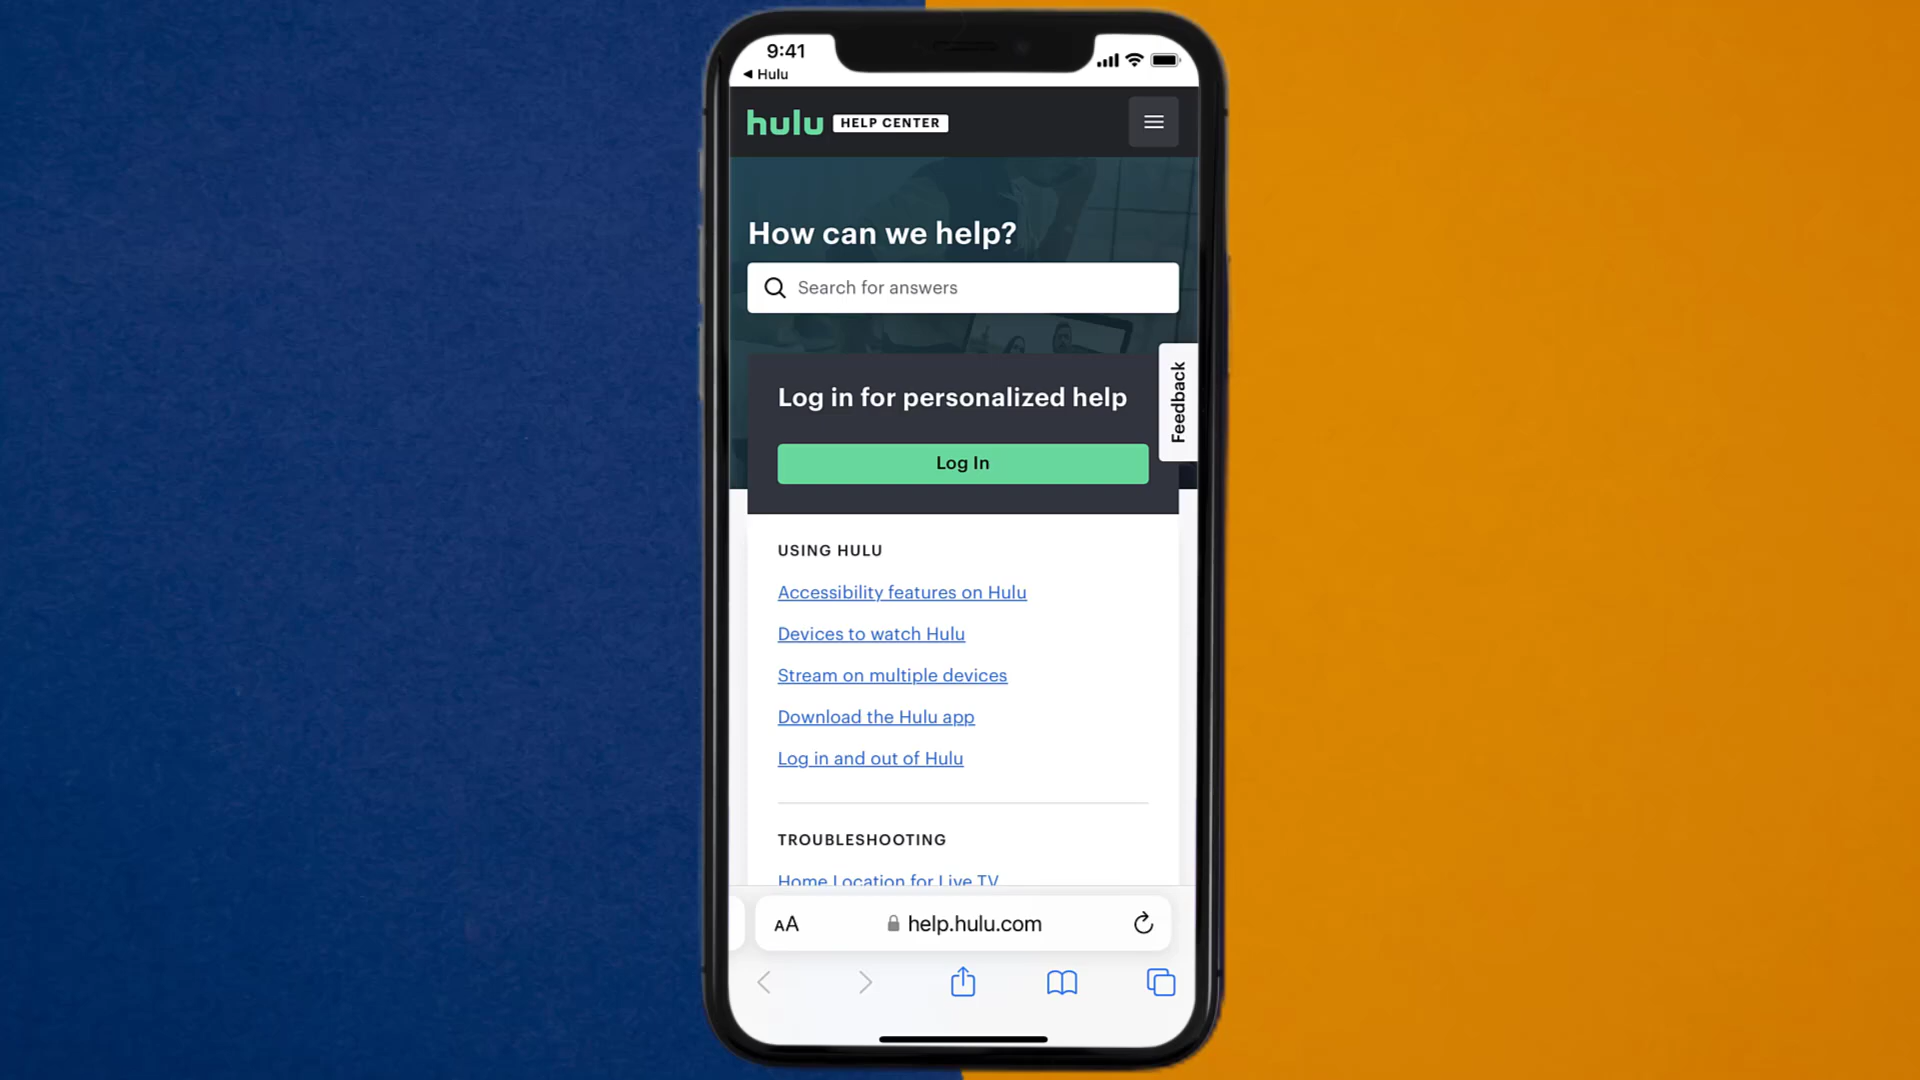 9:41
Hulu
hulu HELP CENTER
How can we help?
Search for answers
Feedback
Log in for personalized help
Log In
USING HULU
Accessibility features on Hulu
Devices to watch Hulu
Stream on multiple devices
Download the Hulu app
Log in and out of Hulu
TROUBLESHOOTING
Home Location for Live TV
AA help.hulu.com